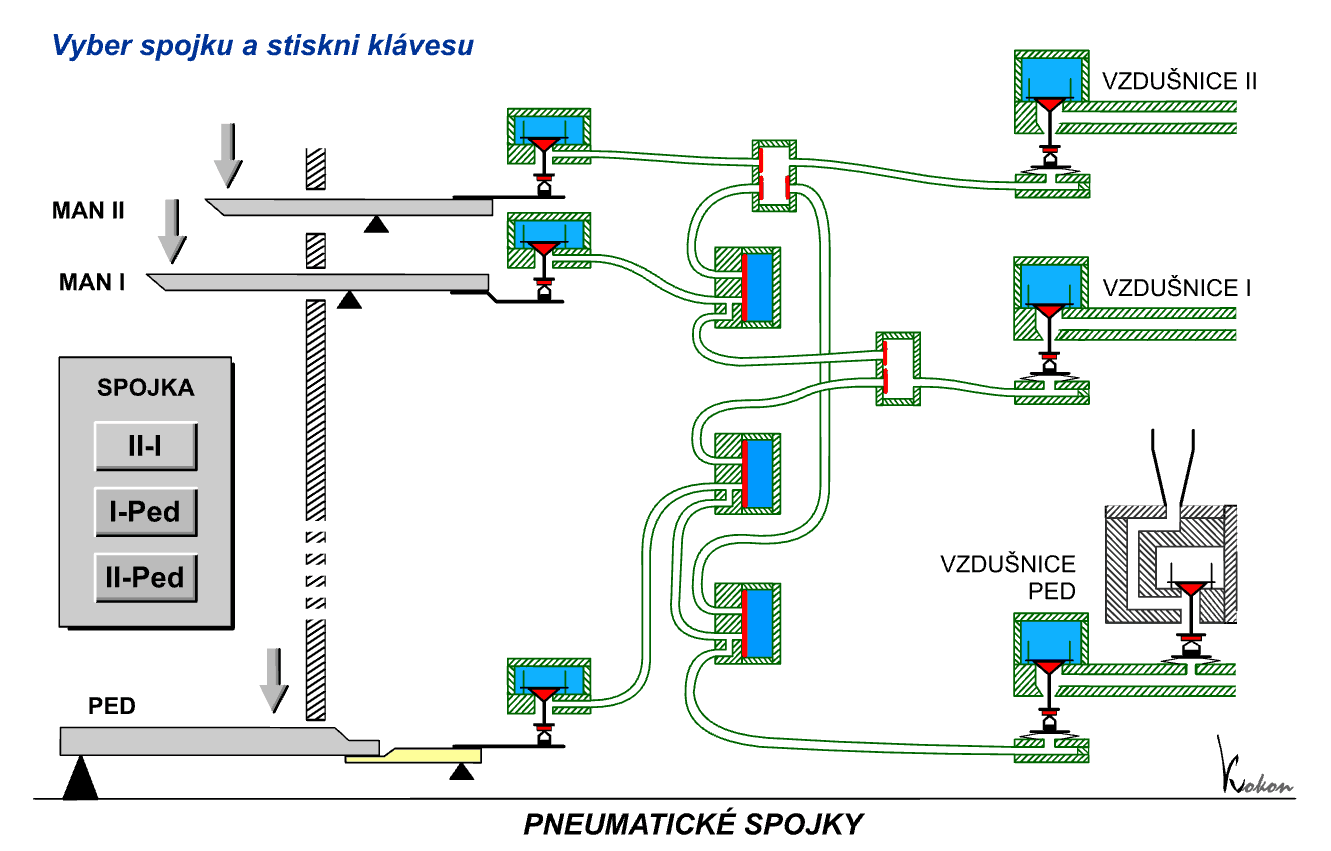 Vyber spojku a stiskni klávesu
VZDUŠNICE II
MAN II
MAN I
VZDUŠNICE I
SPOJKA
II-I
I-Ped
II-Ped
VZDUŠNICE
PED
PED
Kokon
PNEUMATICKÉ SPOJKY